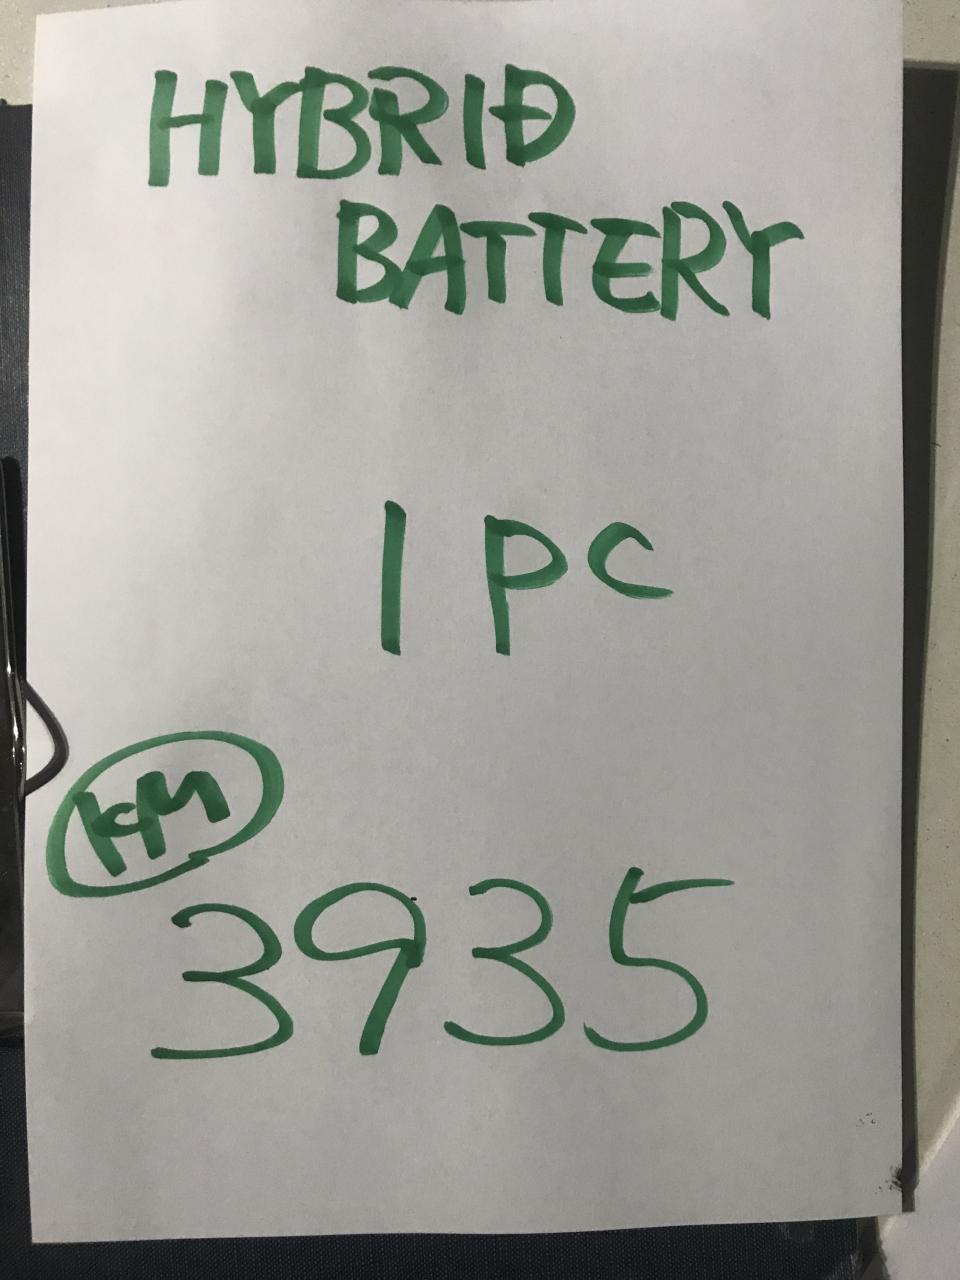 HYBRID
BATTERY
1 PC
KM
3935